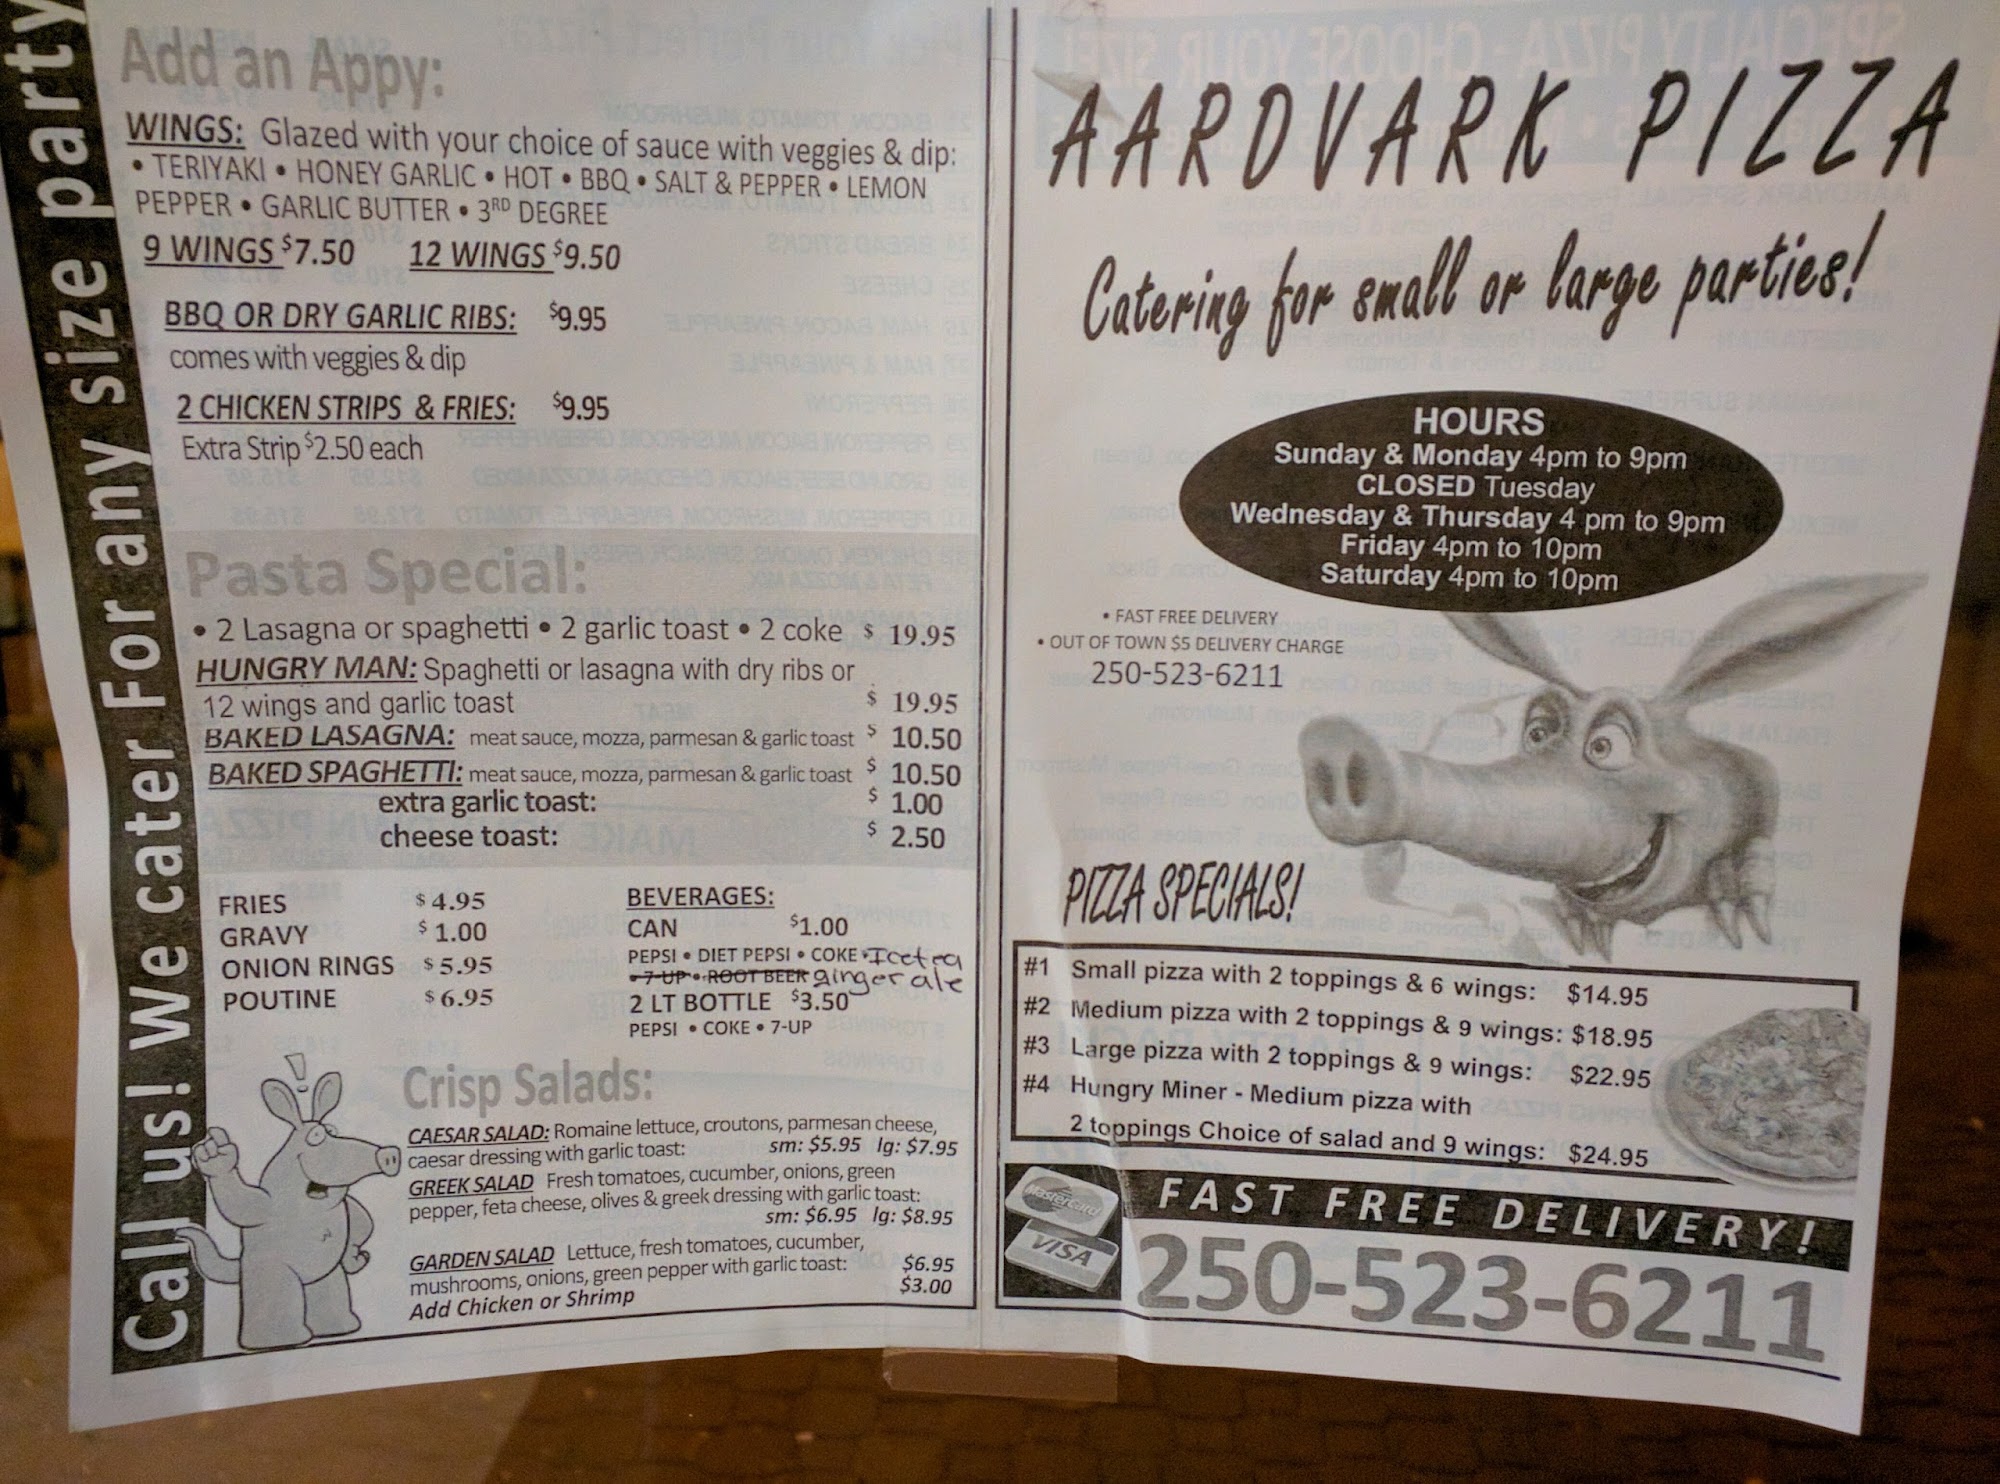 Call us! We cater For any size party
Add an Appy:
WINGS: Glazed with your choice of sauce with veggies & dip:
• TERIYAKI • HONEY GARLIC • HOT • BBQ • SALT & PEPPER • LEMON
PEPPER • GARLIC BUTTER • 3RD DEGREE
9 WINGS $7.50 12 WINGS $9.50
BBQ OR DRY GARLIC RIBS: $9.95
comes with veggies & dip
2 CHICKEN STRIPS & FRIES: $9.95
Extra Strip $2.50 each
Pasta Special:
• 2 Lasagna or spaghetti • 2 garlic toast • 2 coke $ 19.95
HUNGRY MAN: Spaghetti or lasagna with dry ribs or
12 wings and garlic toast $ 19.95
BAKED LASAGNA: meat sauce, mozza, parmesan & garlic toast $ 10.50
BAKED SPAGHETTI: meat sauce, mozza, parmesan & garlic toast $ 10.50
extra garlic toast: $ 1.00
cheese toast: $ 2.50
FRIES $ 4.95
GRAVY $ 1.00
ONION RINGS $ 5.95
POUTINE $ 6.95
BEVERAGES:
CAN $1.00
PEPSI • DIET PEPSI • COKE • Icetea
• 7-UP • ROOT BEER ginger ale
2 LT BOTTLE $3.50
PEPSI • COKE • 7-UP
Crisp Salads:
CAESAR SALAD: Romaine lettuce, croutons, parmesan cheese,
caesar dressing with garlic toast: sm: $5.95 lg: $7.95
GREEK SALAD Fresh tomatoes, cucumber, onions, green
pepper, feta cheese, olives & greek dressing with garlic toast:
sm: $6.95 lg: $8.95
GARDEN SALAD Lettuce, fresh tomatoes, cucumber,
mushrooms, onions, green pepper with garlic toast: $6.95
Add Chicken or Shrimp $3.00
AARDVARK PIZZA
Catering for small or large parties!
HOURS
Sunday & Monday 4pm to 9pm
CLOSED Tuesday
Wednesday & Thursday 4 pm to 9pm
Friday 4pm to 10pm
Saturday 4pm to 10pm
• FAST FREE DELIVERY
• OUT OF TOWN $5 DELIVERY CHARGE
250-523-6211
PIZZA SPECIALS!
#1 Small pizza with 2 toppings & 6 wings: $14.95
#2 Medium pizza with 2 toppings & 9 wings: $18.95
#3 Large pizza with 2 toppings & 9 wings: $22.95
#4 Hungry Miner - Medium pizza with
2 toppings Choice of salad and 9 wings: $24.95
MasterCard
VISA
FAST FREE DELIVERY!
250-523-6211